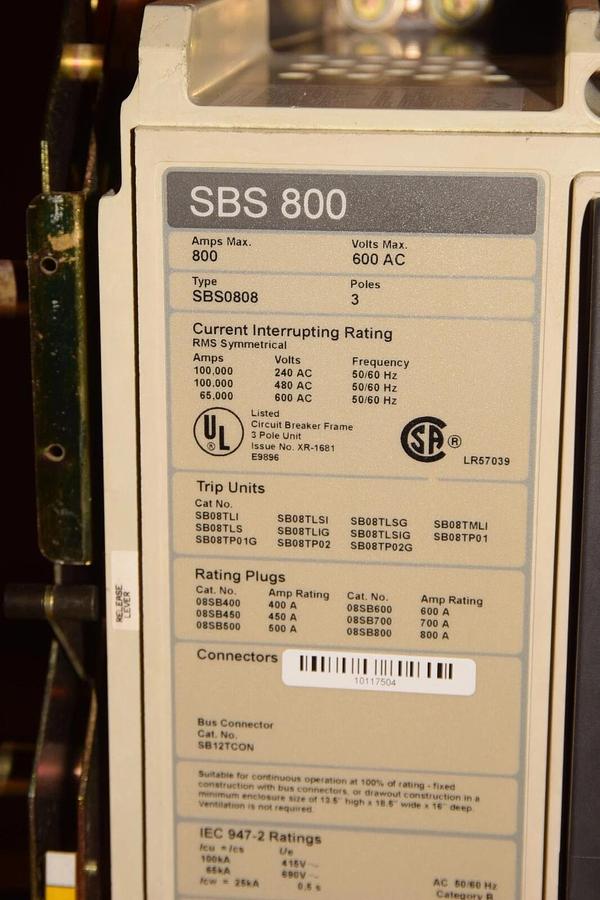 SBS 800
Amps Max. Volts Max.
800 600 AC
Type Poles
SBS0808 3
Current Interrupting Rating
RMS Symmetrical
Amps Volts Frequency
100,000 240 AC 50/60 Hz
100,000 480 AC 50/60 Hz
65,000 600 AC 50/60 Hz
UL ®
Listed
Circuit Breaker Frame
3 Pole Unit
Issue No. XR-1681
E9896
SA ®
LR57039
Trip Units
Cat No.
SB08TLI SB08TLSI SB08TLSG SB08TMLI
SB08TLS SB08TLIG SB08TLSIG SB08TP01
SB08TP01G SB08TP02 SB08TP02G
Rating Plugs
Cat. No. Amp Rating Cat. No. Amp Rating
08SB400 400 A 08SB600 600 A
08SB450 450 A 08SB700 700 A
08SB500 500 A 08SB800 800 A
RELEASE
LEVER
Connectors
10117504
Bus Connector
Cat. No.
SB12TCON
Suitable for continuous operation at 100% of rating - fixed
construction with bus connectors, or drawout construction in a
minimum enclosure size of 13.5" high x 18.5" wide x 16" deep.
Ventilation is not required.
IEC 947-2 Ratings
Icu = Ics Ue
100kA 415V ~
65kA 690V ~
Icw = 25kA 0,5 s AC 50/60 Hz
Category B